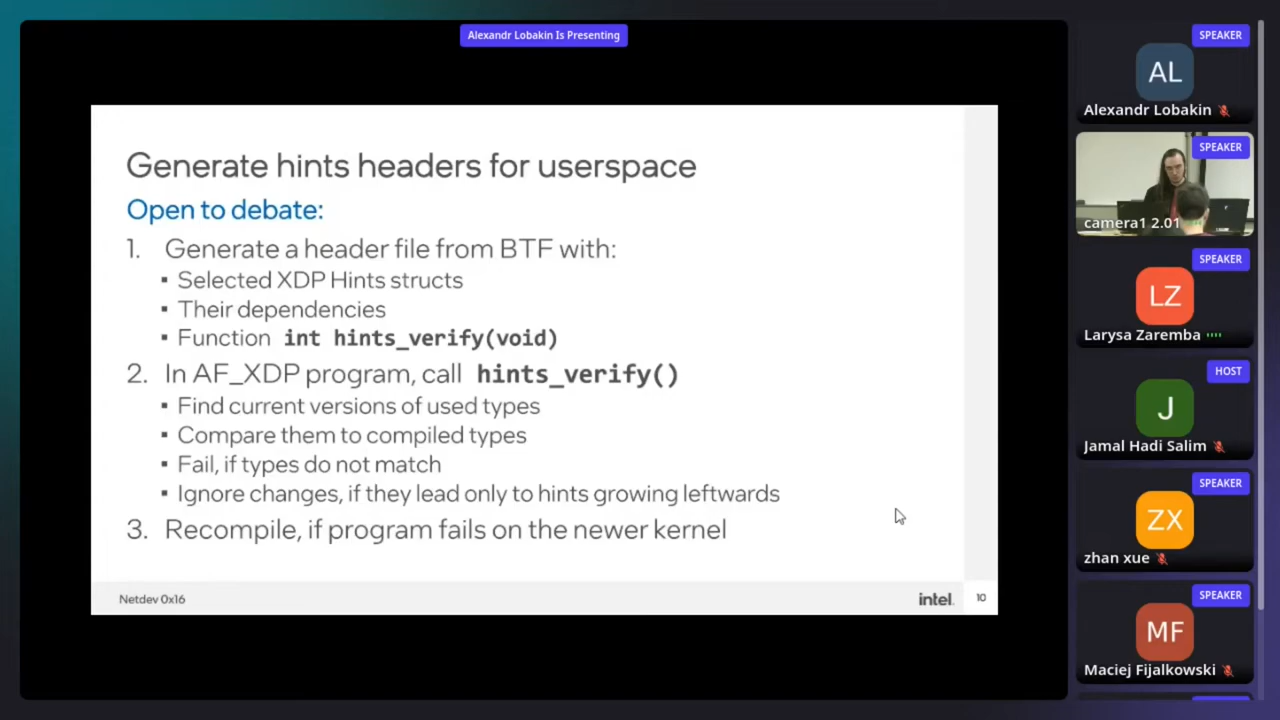 Alexandr Lobakin Is Presenting
Generate hints headers for userspace
Open to debate:
1. Generate a header file from BTF with:
▪ Selected XDP Hints structs
▪ Their dependencies
▪ Function int hints_verify(void)
2. In AF_XDP program, call hints_verify()
▪ Find current versions of used types
▪ Compare them to compiled types
▪ Fail, if types do not match
▪ Ignore changes, if they lead only to hints growing leftwards
3. Recompile, if program fails on the newer kernel
Netdev 0x16
intel.
10
SPEAKER
AL
Alexandr Lobakin
SPEAKER
camera1 2.01
SPEAKER
LZ
Larysa Zaremba
HOST
J
Jamal Hadi Salim
SPEAKER
ZX
zhan xue
SPEAKER
MF
Maciej Fijalkowski